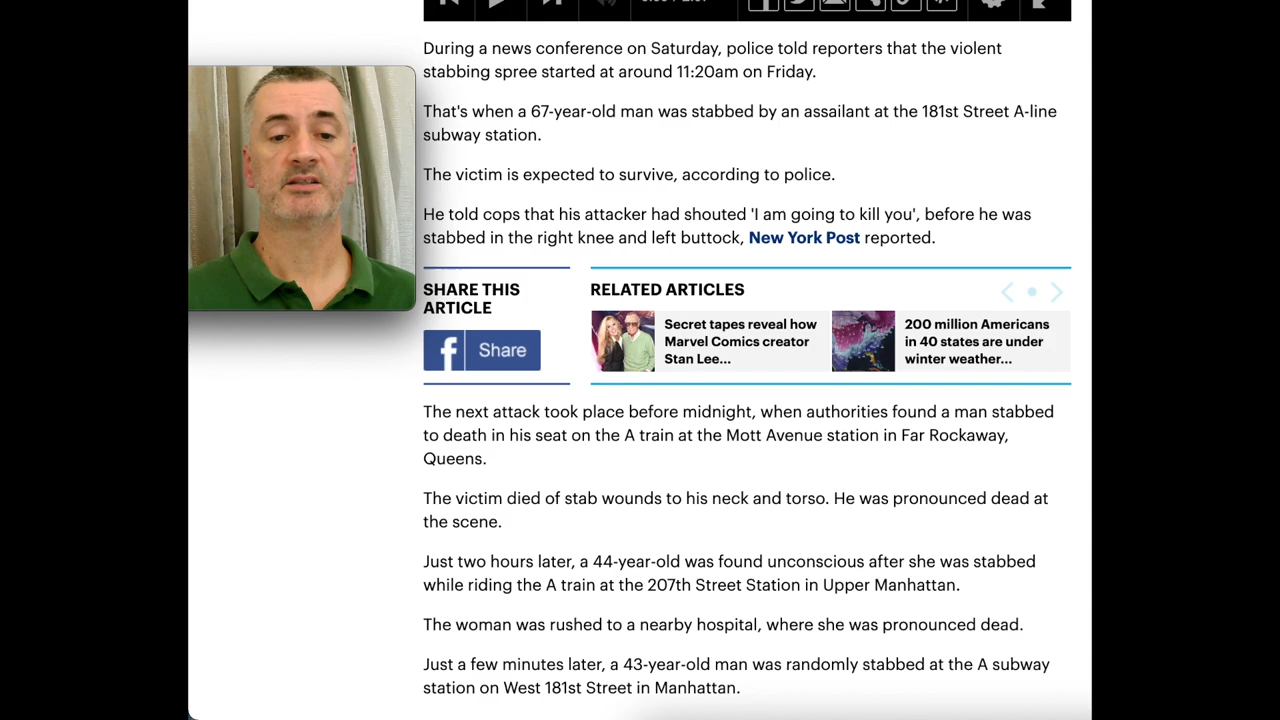 During a news conference on Saturday, police told reporters that the violent
stabbing spree started at around 11:20am on Friday.
That's when a 67-year-old man was stabbed by an assailant at the 181st Street A-line
subway station.
The victim is expected to survive, according to police.
He told cops that his attacker had shouted 'I am going to kill you', before he was
stabbed in the right knee and left buttock, New York Post reported.
SHARE THIS
ARTICLE
Share
RELATED ARTICLES
Secret tapes reveal how
Marvel Comics creator
Stan Lee...
200 million Americans
in 40 states are under
winter weather...
The next attack took place before midnight, when authorities found a man stabbed
to death in his seat on the A train at the Mott Avenue station in Far Rockaway,
Queens.
The victim died of stab wounds to his neck and torso. He was pronounced dead at
the scene.
Just two hours later, a 44-year-old was found unconscious after she was stabbed
while riding the A train at the 207th Street Station in Upper Manhattan.
The woman was rushed to a nearby hospital, where she was pronounced dead.
Just a few minutes later, a 43-year-old man was randomly stabbed at the A subway
station on West 181st Street in Manhattan.